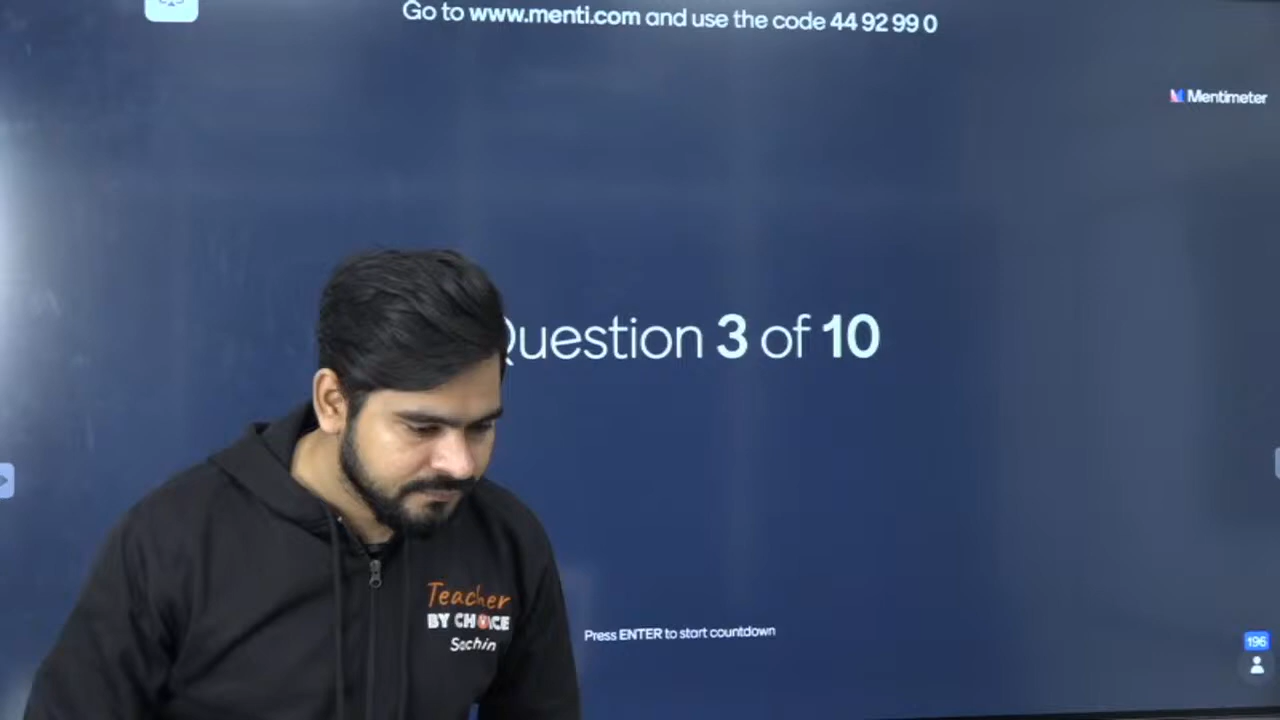 Go to www.menti.com and use the code 44 92 99 0
Mentimeter
Question 3 of 10
Teacher
BY CHOICE
Sachin
Press ENTER to start countdown
196